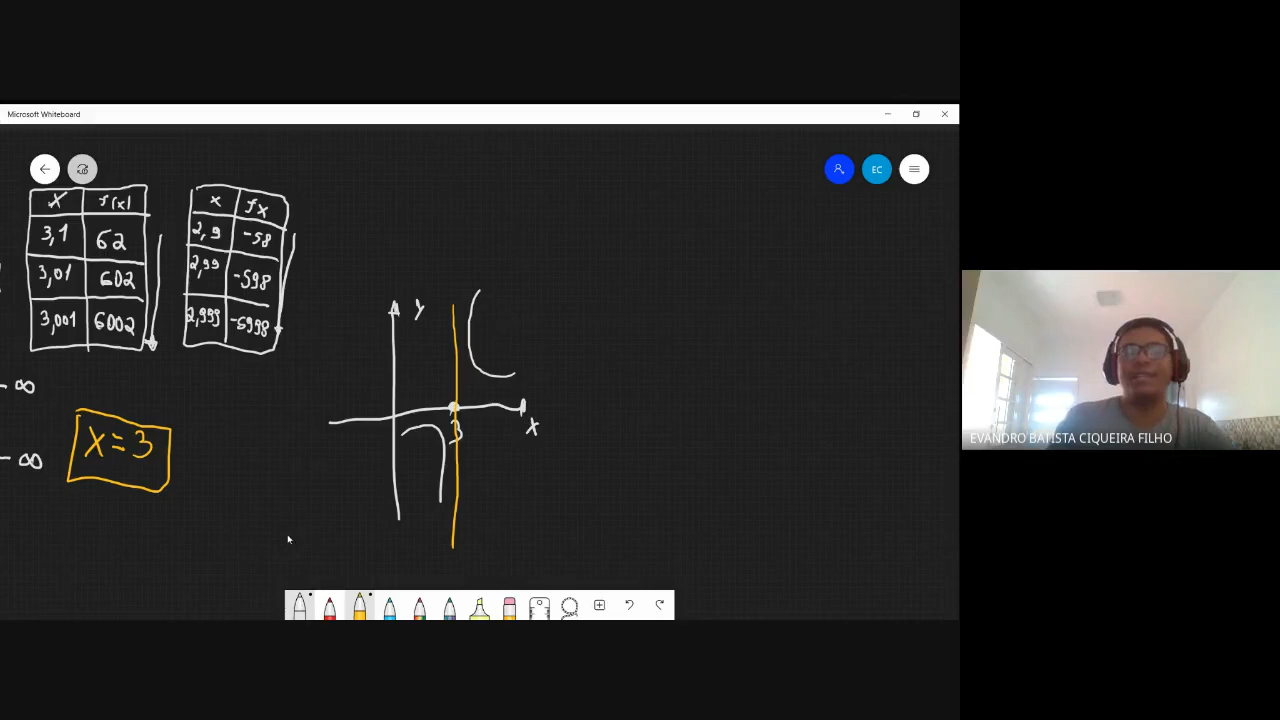 Microsoft Whiteboard
EC
x f(x)
3,1 62
3,01 602
3,001 6002
x fx
2,9 -58
2,99 -598
2,999 -5998
- ∞
- ∞
x=3
y
3
x
EVANDRO BATISTA CIQUEIRA FILHO